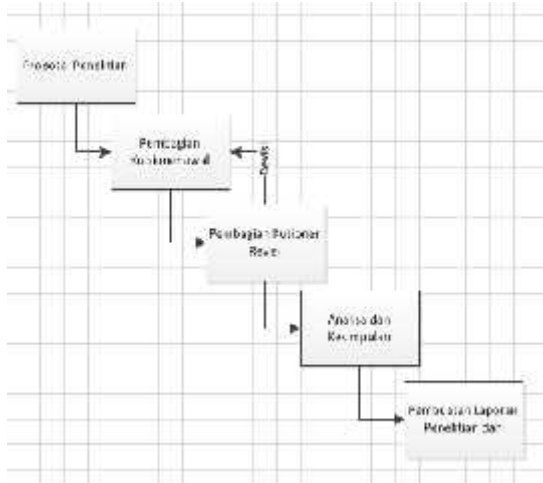 Proposal Penelitian
Pembagian
Kuisioner awal
Revisi
Pembagian Kuisioner
Revisi
Analisa dan
Kesimpulan
Pembuatan Laporan
Penelitian dan